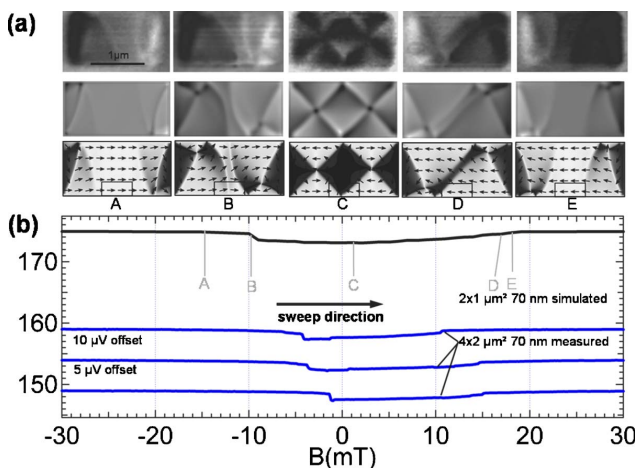 (a)
1µm
A B C D E
(b)
175
170
160
150
A B C D E
sweep direction
2x1 µm² 70 nm simulated
10 µV offset
4x2 µm² 70 nm measured
5 µV offset
-30 -20 -10 0 10 20 30
B(mT)